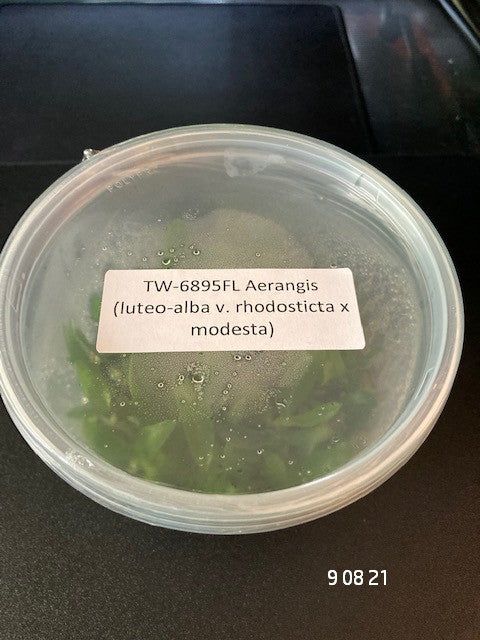 TW-6895FL Aerangis
(luteo-alba v. rhodosticta x
modesta)
9 08 21